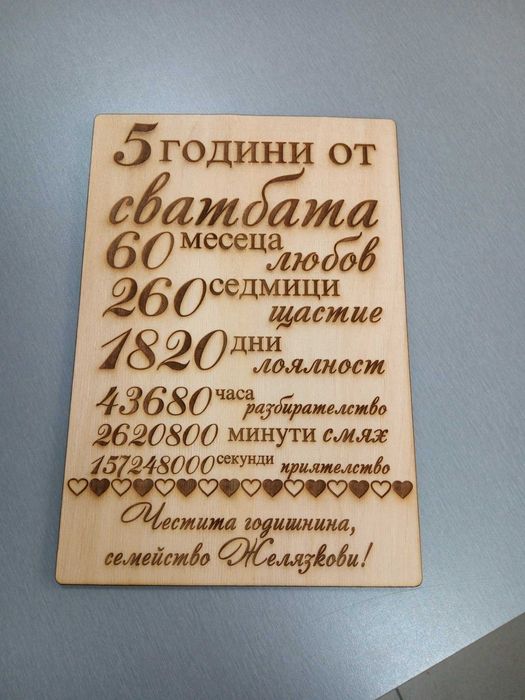 5 ГОДИНИ ОТ
сватбата
60 месеца любов
260 седмици щастие
1820 дни лоялност
43680 часа разбирателство
2620800 минути смях
157248000 секунди приятелство
Честита годишнина,
семейство Желязкови!